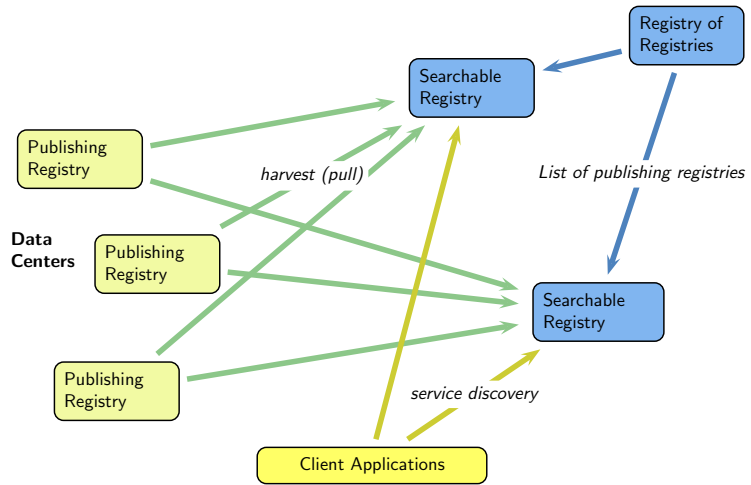 Registry of
Registries
Searchable
Registry
Publishing
Registry
harvest (pull)
List of publishing registries
Data
Centers
Publishing
Registry
Searchable
Registry
Publishing
Registry
service discovery
Client Applications